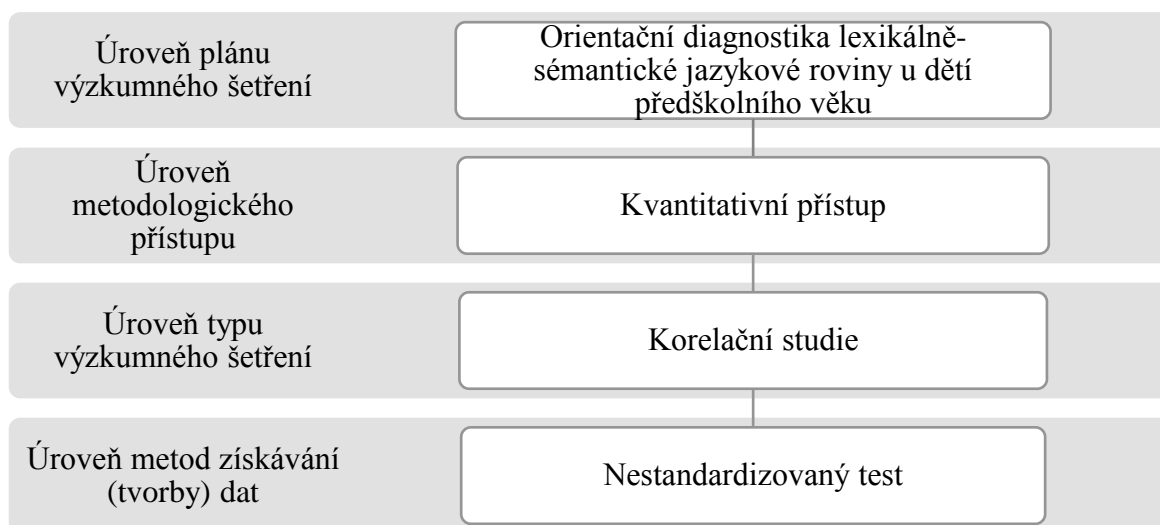 Úroveň plánu
výzkumného šetření
Orientační diagnostika lexikálně-
sémantické jazykové roviny u dětí
předškolního věku
Úroveň
metodologického
přístupu
Kvantitativní přístup
Úroveň typu
výzkumného šetření
Korelační studie
Úroveň metod získávání
(tvorby) dat
Nestandardizovaný test